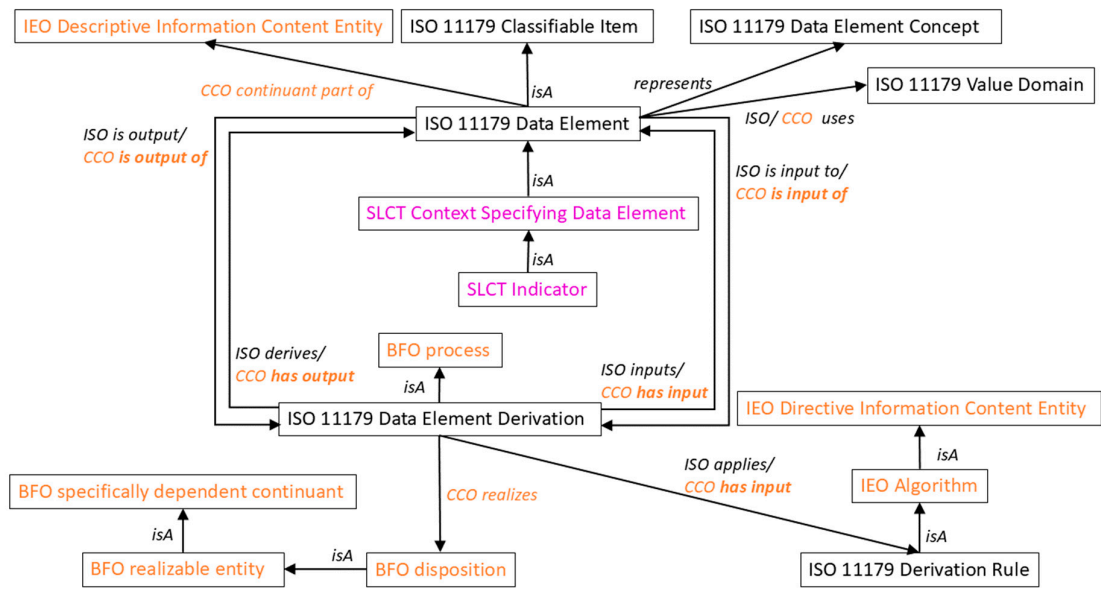 IEO Descriptive Information Content Entity
ISO 11179 Classifiable Item
ISO 11179 Data Element Concept
CCO continuant part of
isA
represents
ISO 11179 Value Domain
ISO 11179 Data Element
ISO/ CCO uses
ISO is output/
CCO is output of
isA
ISO is input to/
CCO is input of
SLCT Context Specifying Data Element
isA
SLCT Indicator
BFO process
ISO derives/
CCO has output
isA
ISO inputs/
CCO has input
ISO 11179 Data Element Derivation
IEO Directive Information Content Entity
isA
ISO applies/
CCO has input
BFO specifically dependent continuant
CCO realizes
IEO Algorithm
isA
isA
isA
BFO realizable entity
BFO disposition
ISO 11179 Derivation Rule